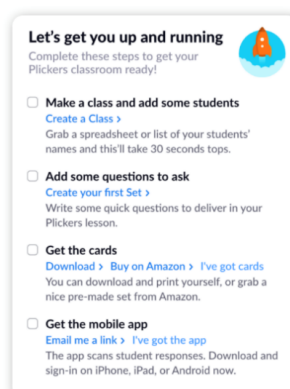 Let's get you up and running
Complete these steps to get your
Plickers classroom ready!
Make a class and add some students
Create a Class >
Grab a spreadsheet or list of your students'
names and this'll take 30 seconds tops.
Add some questions to ask
Create your first Set >
Write some quick questions to deliver in your
Plickers lesson.
Get the cards
Download > Buy on Amazon > I've got cards
You can download and print yourself, or grab a
nice pre-made set from Amazon.
Get the mobile app
Email me a link > I've got the app
The app scans student responses. Download and
sign-in on iPhone, iPad, or Android now.